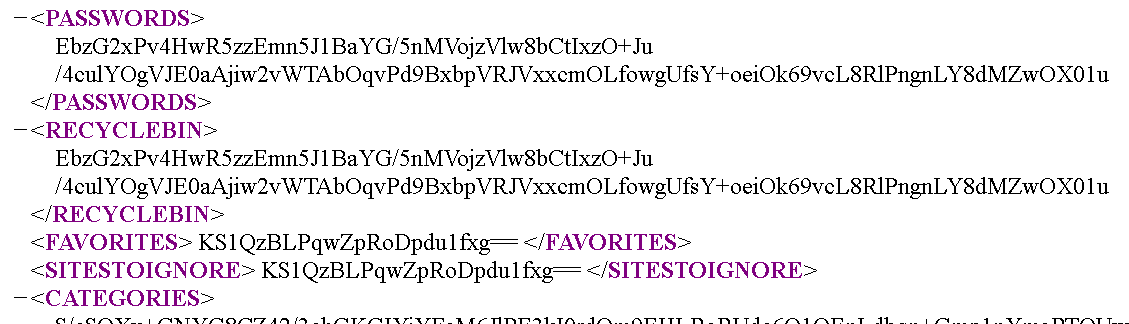 −<PASSWORDS>
EbzG2xPv4HwR5zzEmn5J1BaYG/5nMVojzVlw8bCtIxzO+Ju
/4culYOgVJE0aAjiw2vWTAbOqvPd9BxbpVRJVxxcmOLfowgUfsY+oeiOk69vcL8RlPngnLY8dMZwOX01u
</PASSWORDS>
−<RECYCLEBIN>
EbzG2xPv4HwR5zzEmn5J1BaYG/5nMVojzVlw8bCtIxzO+Ju
/4culYOgVJE0aAjiw2vWTAbOqvPd9BxbpVRJVxxcmOLfowgUfsY+oeiOk69vcL8RlPngnLY8dMZwOX01u
</RECYCLEBIN>
<FAVORITES> KS1QzBLPqwZpRoDpdu1fxg== </FAVORITES>
<SITESTOIGNORE> KS1QzBLPqwZpRoDpdu1fxg== </SITESTOIGNORE>
−<CATEGORIES>